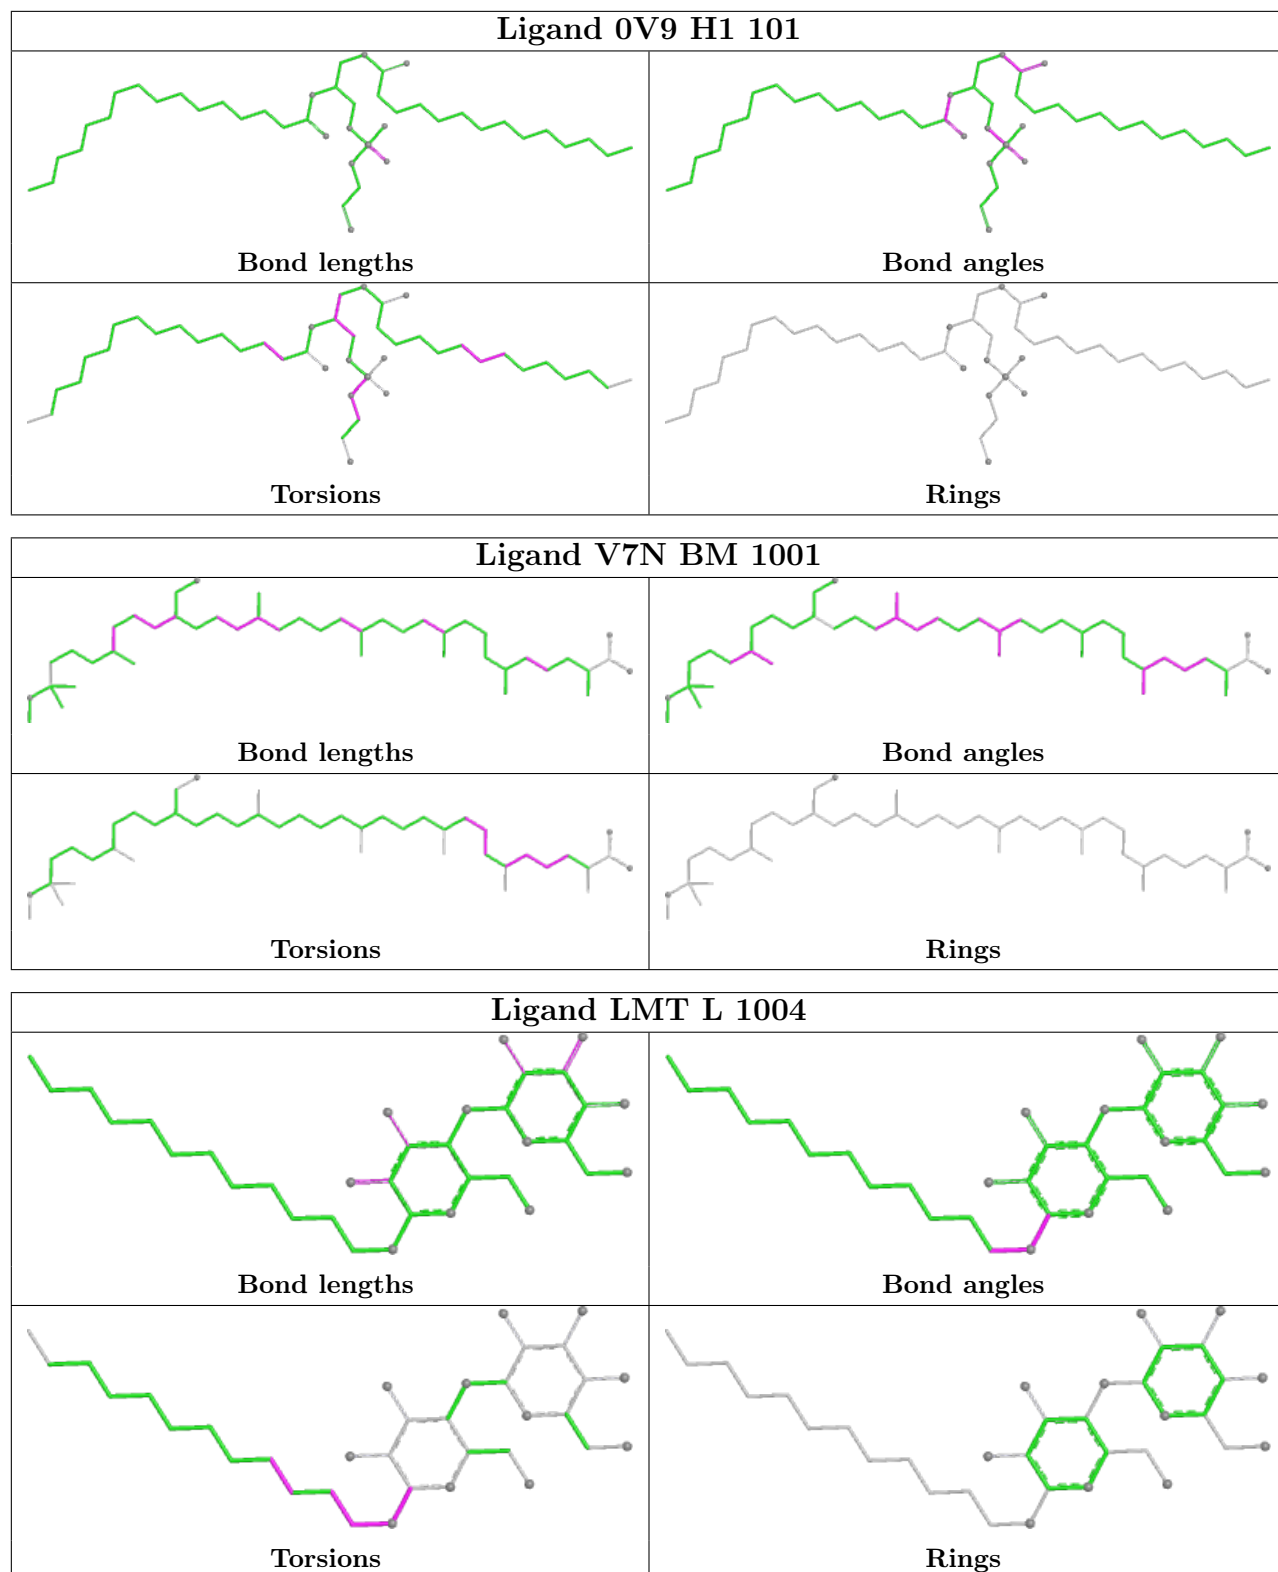 Ligand 0V9 H1 101
Bond lengths
Bond angles
Torsions
Rings
Ligand V7N BM 1001
Bond lengths
Bond angles
Torsions
Rings
Ligand LMT L 1004
Bond lengths
Bond angles
Torsions
Rings